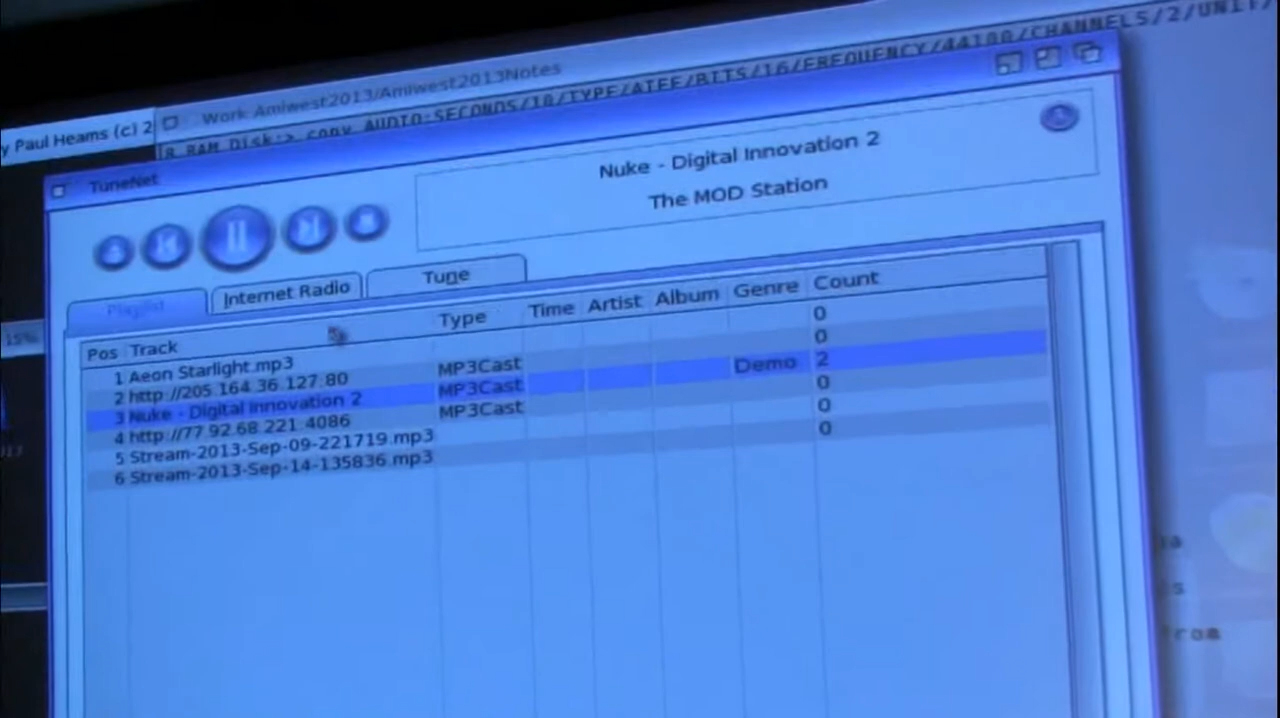 Work:Amiwest2013/Amiwest2013Notes
y Paul Heams (c) 2
R.RAM Disk:> copy AUDIO:SECONDS/10/TYPE/AIFF/BITS/16/FREQUENCY/44100/CHANNELS/2/UNIT/
TuneNet
Nuke - Digital Innovation 2
The MOD Station
Playlist Internet Radio Tune
Pos Track Type Time Artist Album Genre Count
1 Aeon Starlight.mp3 0
2 http://205.164.36.127:80 MP3Cast 0
3 Nuke - Digital Innovation 2 MP3Cast Demo 2
4 http://77.92.68.221:4086 MP3Cast 0
5 Stream-2013-Sep-09-221719.mp3 0
6 Stream-2013-Sep-14-135836.mp3 0
15%